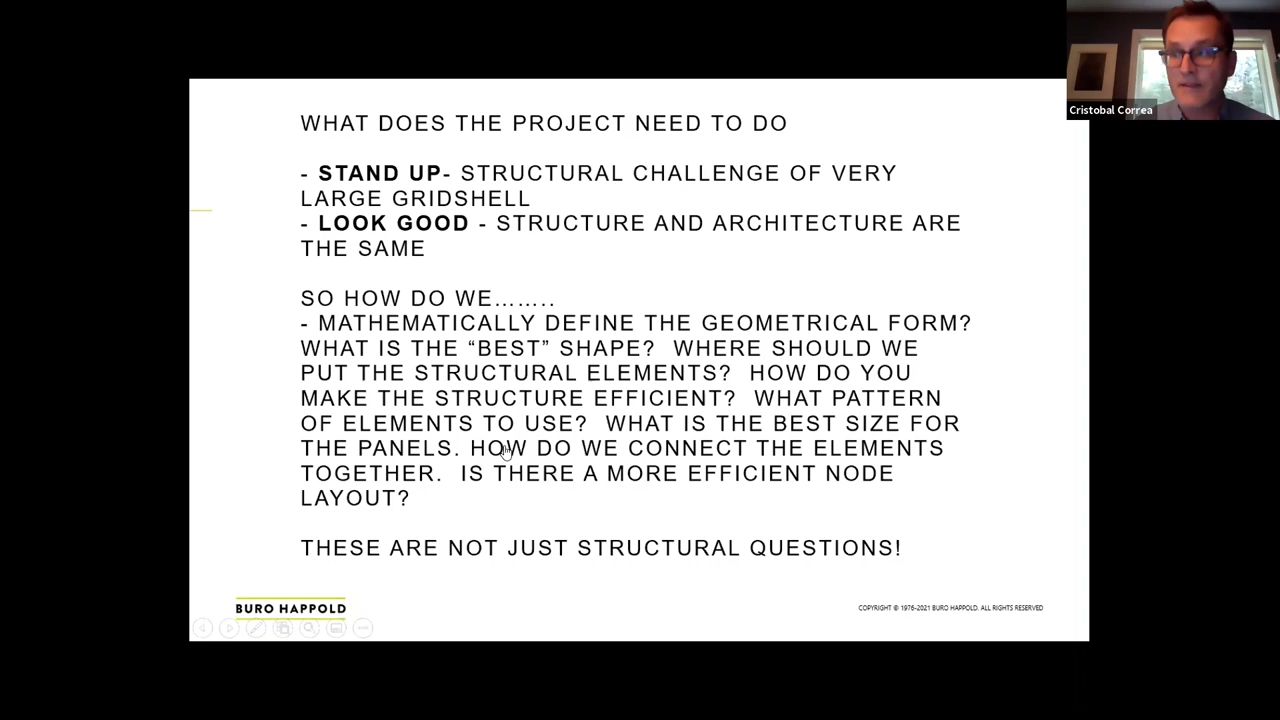 Cristobal Correa
WHAT DOES THE PROJECT NEED TO DO
- STAND UP- STRUCTURAL CHALLENGE OF VERY
LARGE GRIDSHELL
- LOOK GOOD - STRUCTURE AND ARCHITECTURE ARE
THE SAME
SO HOW DO WE……..
- MATHEMATICALLY DEFINE THE GEOMETRICAL FORM?
WHAT IS THE “BEST” SHAPE?  WHERE SHOULD WE
PUT THE STRUCTURAL ELEMENTS?  HOW DO YOU
MAKE THE STRUCTURE EFFICIENT?  WHAT PATTERN
OF ELEMENTS TO USE?  WHAT IS THE BEST SIZE FOR
THE PANELS. HOW DO WE CONNECT THE ELEMENTS
TOGETHER.  IS THERE A MORE EFFICIENT NODE
LAYOUT?
THESE ARE NOT JUST STRUCTURAL QUESTIONS!
BURO HAPPOLD
COPYRIGHT © 1976-2021 BURO HAPPOLD. ALL RIGHTS RESERVED